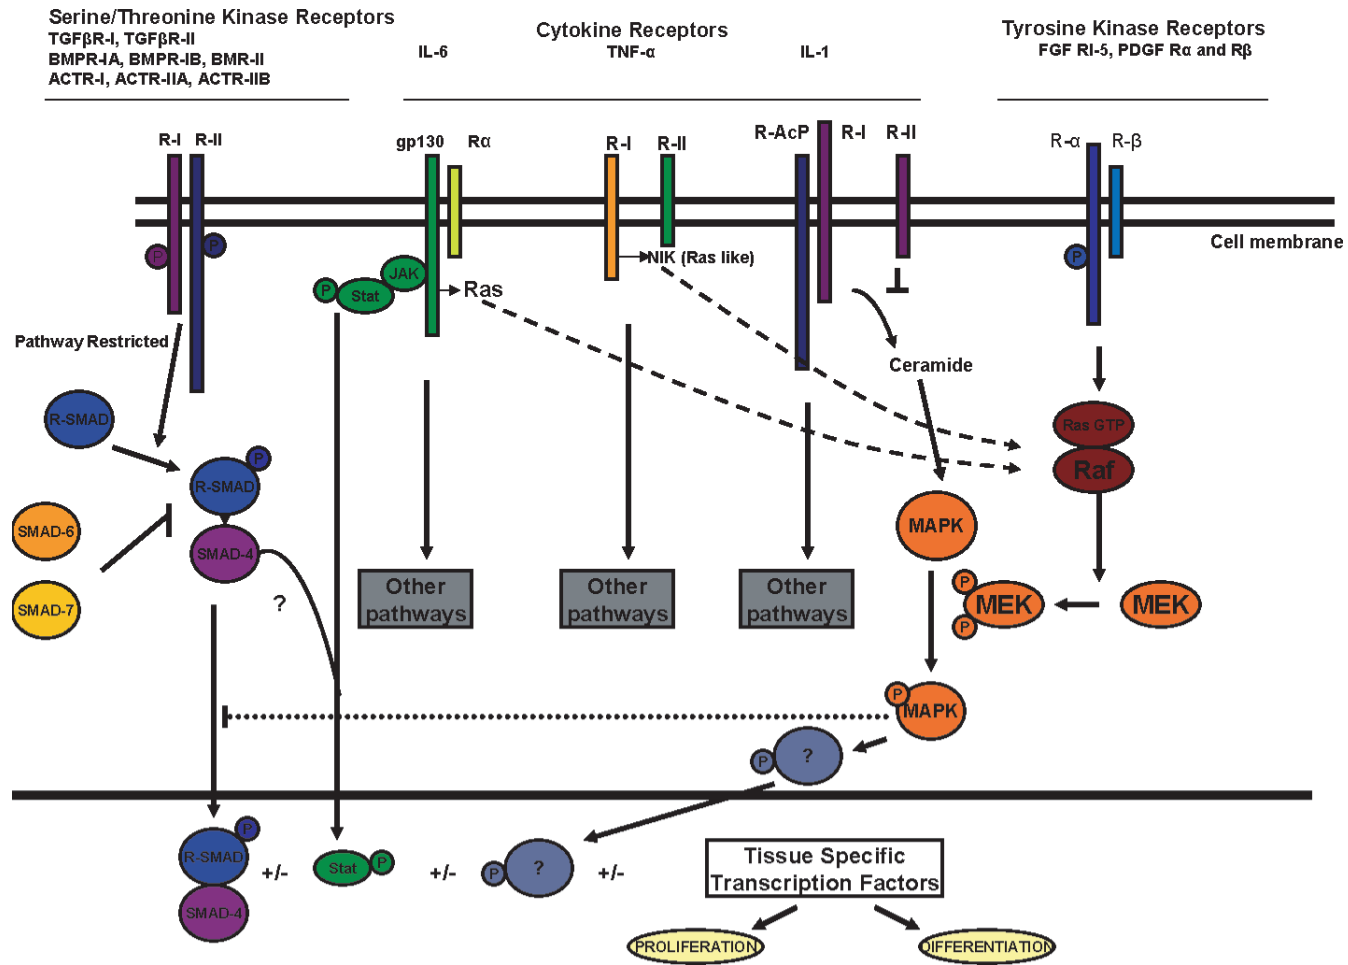 Serine/Threonine Kinase Receptors
TGFβR-I, TGFβR-II
BMPR-IA, BMPR-IB, BMR-II
ACTR-I, ACTR-IIA, ACTR-IIB
Cytokine Receptors
IL-6
TNF-α
IL-1
Tyrosine Kinase Receptors
FGF RI-5, PDGF Rα and Rβ
R-I
R-II
gp130
Rα
R-I
R-II
R-AcP
R-I
R-II
R-α
R-β
Cell membrane
P
P
P
JAK
Stat
P
Ras
NIK (Ras like)
Pathway Restricted
Ceramide
R-SMAD
P
R-SMAD
SMAD-4
SMAD-6
SMAD-7
?
Ras GTP
Raf
MAPK
Other
pathways
Other
pathways
Other
pathways
P
P
MEK
MEK
P
MAPK
P
?
P
R-SMAD
SMAD-4
+/-
Stat
P
+/-
P
?
+/-
Tissue Specific
Transcription Factors
PROLIFERATION
DIFFERENTIATION